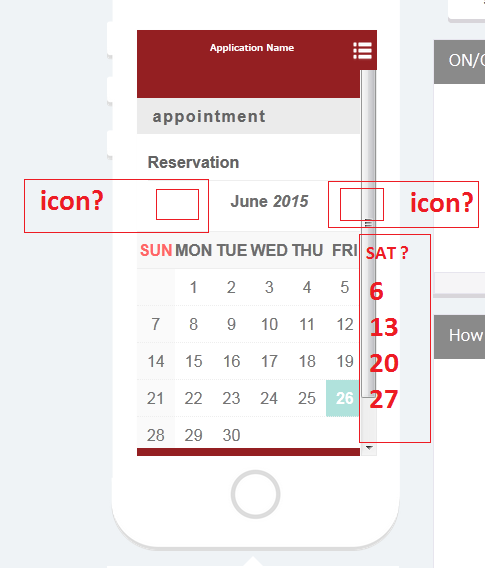 Application Name
ON/
appointment
Reservation
icon?
June 2015
icon?
SUN MON TUE WED THU FRI SAT ?
1 2 3 4 5 6
7 8 9 10 11 12 13
14 15 16 17 18 19 20
21 22 23 24 25 26 27
28 29 30
How